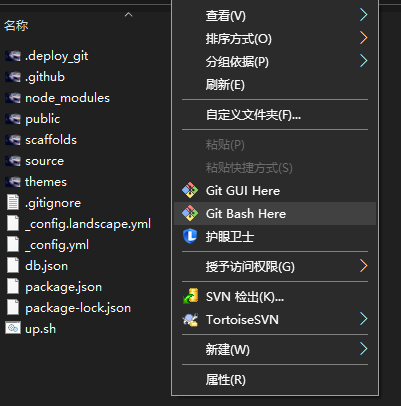 名称
.deploy_git
.github
node_modules
public
scaffolds
source
themes
.gitignore
_config.landscape.yml
_config.yml
db.json
package.json
package-lock.json
up.sh
查看(V)
排序方式(O)
分组依据(P)
刷新(E)
自定义文件夹(F)...
粘贴(P)
粘贴快捷方式(S)
Git GUI Here
Git Bash Here
护眼卫士
授予访问权限(G)
SVN 检出(K)...
TortoiseSVN
新建(W)
属性(R)